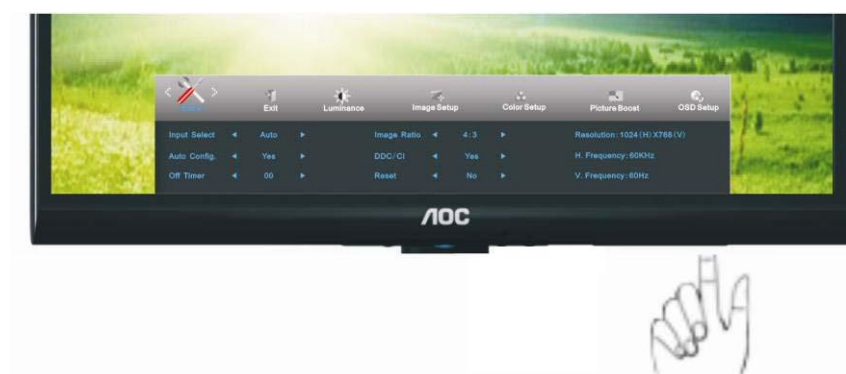 Exit Luminance Image Setup Color Setup Picture Boost OSD Setup
Input Select Auto Image Ratio 4:3 Resolution:1024(H)X768(V)
Auto Config. Yes DDC/CI Yes H. Frequency:60KHz
Off Timer 00 Reset No V. Frequency:60Hz
AOC